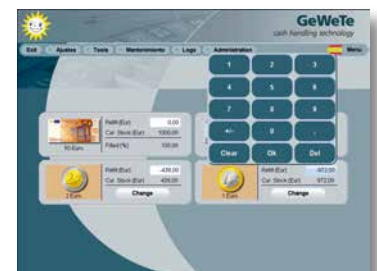 GeWeTe
cash handling technology
Exit Ajustes Tools Mantenimiento Logs Administration Menu
1 2 3
4 5 6
7 8 9
+/- 0 .
Clear Ok Del
Refill (Eur) 0,00
Cur. Stock (Eur) 1000,00
Filled (%) 100,00
50 Euro
Refill (Eur) -439,00
Cur. Stock (Eur) 439,00
2 Euro Change
Refill (Eur) -972,00
Cur. Stock (Eur) 972,00
1 Euro Change